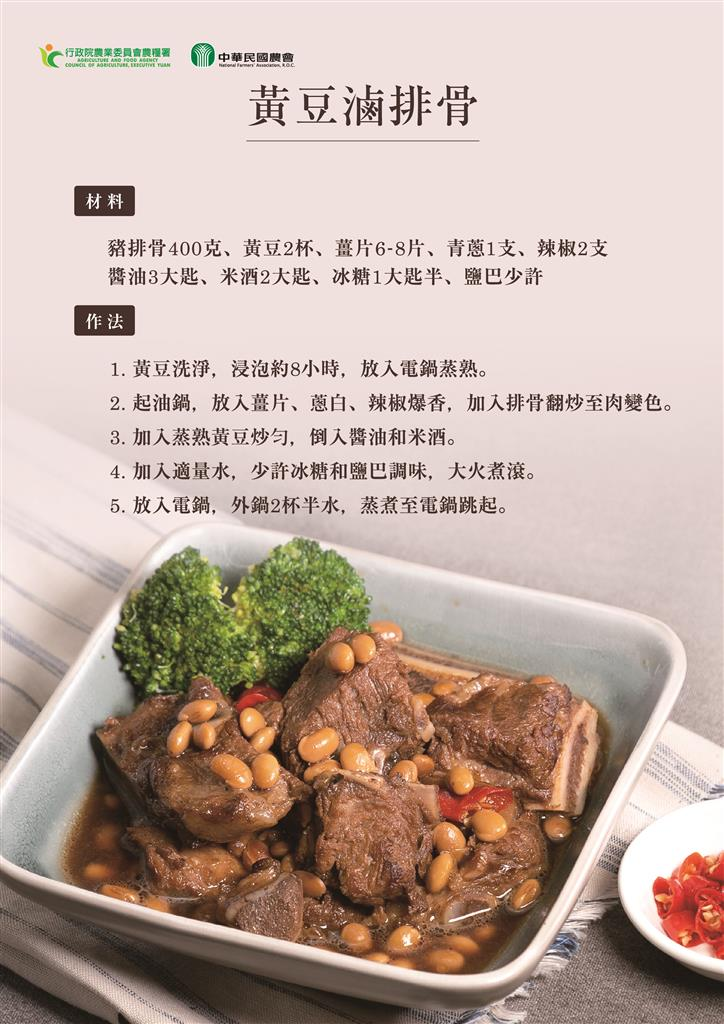 行政院農業委員會農糧署
AGRICULTURE AND FOOD AGENCY
COUNCIL OF AGRICULTURE, EXECUTIVE YUAN
中華民國農會
National Farmers' Association, R.O.C.
黃豆滷排骨
材料
豬排骨400克、黃豆2杯、薑片6-8片、青蔥1支、辣椒2支
醬油3大匙、米酒2大匙、冰糖1大匙半、鹽巴少許
作法
1. 黃豆洗淨，浸泡約8小時，放入電鍋蒸熟。
2. 起油鍋，放入薑片、蔥白、辣椒爆香，加入排骨翻炒至肉變色。
3. 加入蒸熟黃豆炒勻，倒入醬油和米酒。
4. 加入適量水，少許冰糖和鹽巴調味，大火煮滾。
5. 放入電鍋，外鍋2杯半水，蒸煮至電鍋跳起。